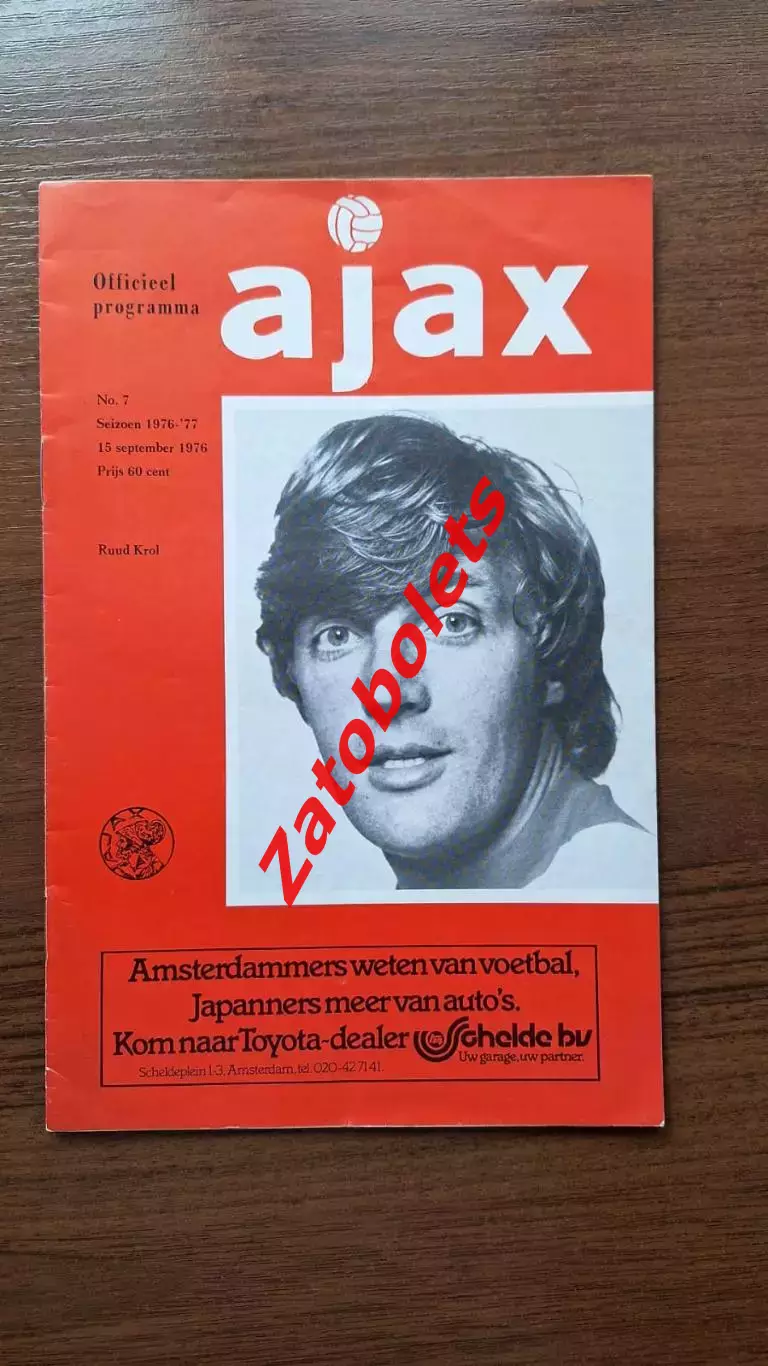 ajax
Officieel
programma
No. 7
Seizoen 1976-'77
15 september 1976
Prijs 60 cent
Ruud Krol
Zatobolets
AJAX
Amsterdammers weten van voetbal,
Japanners meer van auto's.
Kom naar Toyota-dealer Schelde bv
Uw garage, uw partner.
Scheldeplein 1-3, Amsterdam, tel. 020-427141.